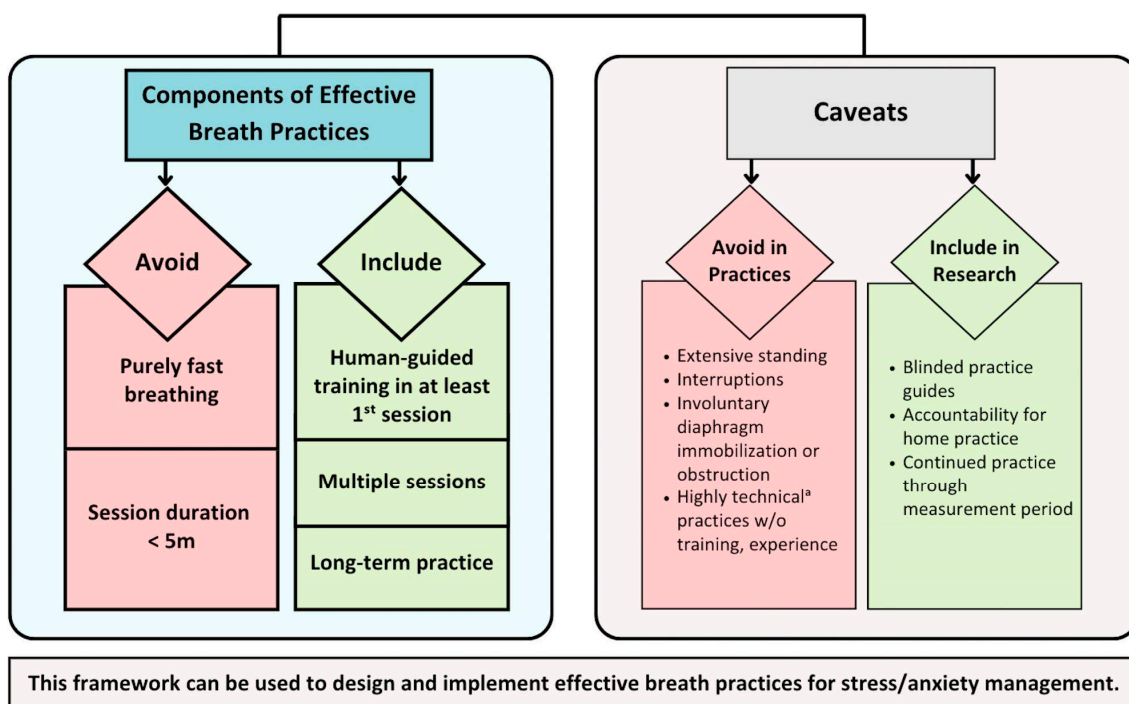 Components of Effective
Breath Practices
Avoid
Include
Purely fast
breathing
Session duration
< 5m
Human-guided
training in at least
1st session
Multiple sessions
Long-term practice
Caveats
Avoid in
Practices
Include in
Research
• Extensive standing
• Interruptions
• Involuntary
diaphragm
immobilization or
obstruction
• Highly technicalª
practices w/o
training, experience
• Blinded practice
guides
• Accountability for
home practice
• Continued practice
through
measurement period
This framework can be used to design and implement effective breath practices for stress/anxiety management.